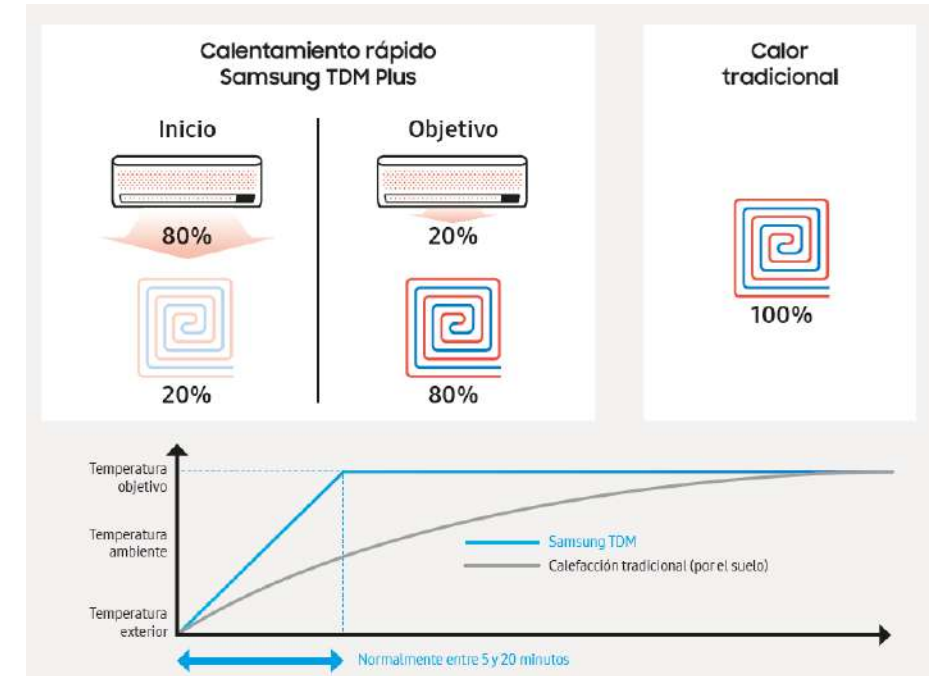 Calentamiento rápido
Samsung TDM Plus
Inicio
Objetivo
80%
20%
20%
80%
Calor
tradicional
100%
Temperatura
objetivo
Temperatura
ambiente
Temperatura
exterior
Samsung TDM
Calefacción tradicional (por el suelo)
Normalmente entre 5 y 20 minutos